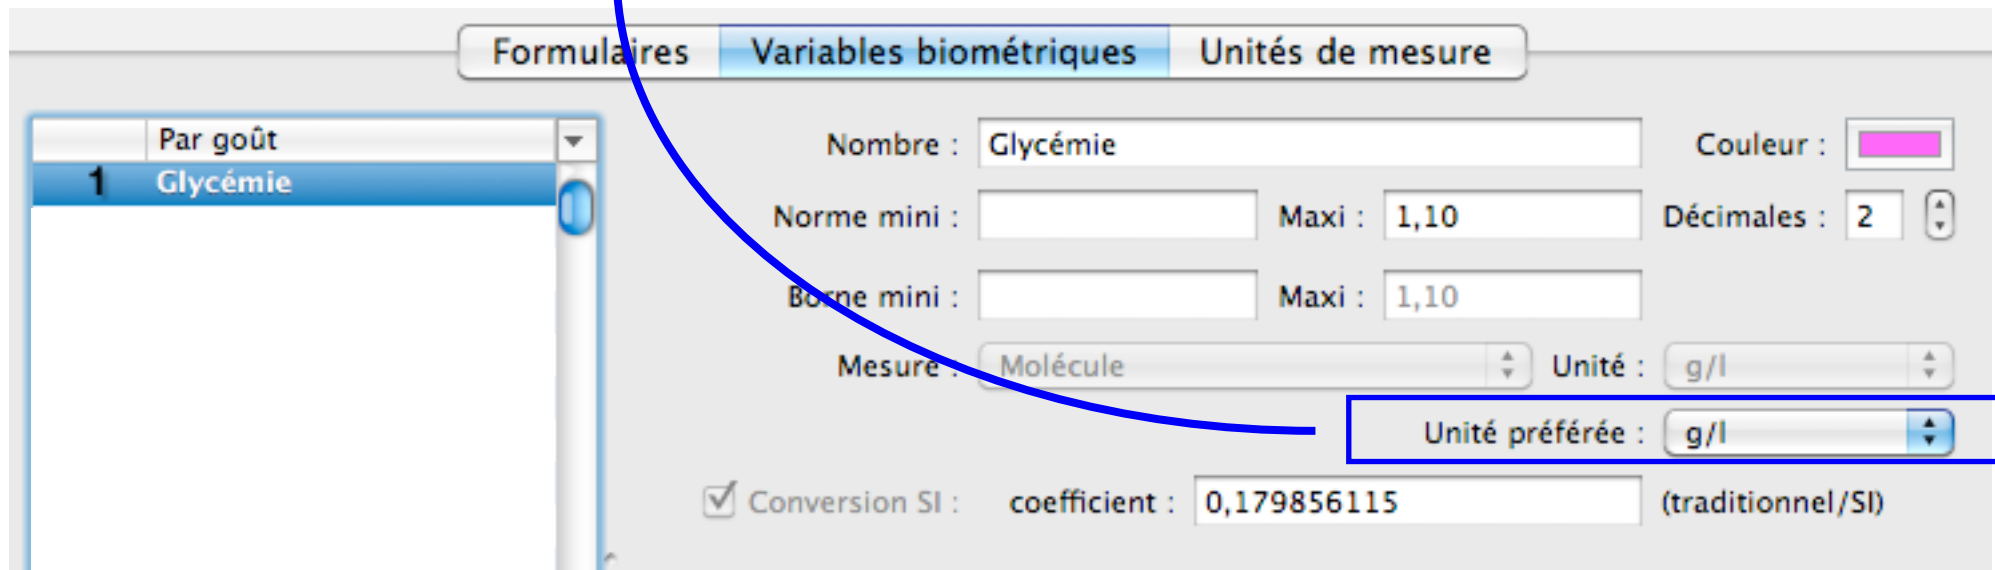 Formulaires Variables biométriques Unités de mesure
Par goût
1 Glycémie
Nombre : Glycémie Couleur :
Norme mini : Maxi : 1,10 Décimales : 2
Borne mini : Maxi : 1,10
Mesure : Molécule Unité : g/l
Unité préférée : g/l
Conversion SI : coefficient : 0,179856115 (traditionnel/SI)